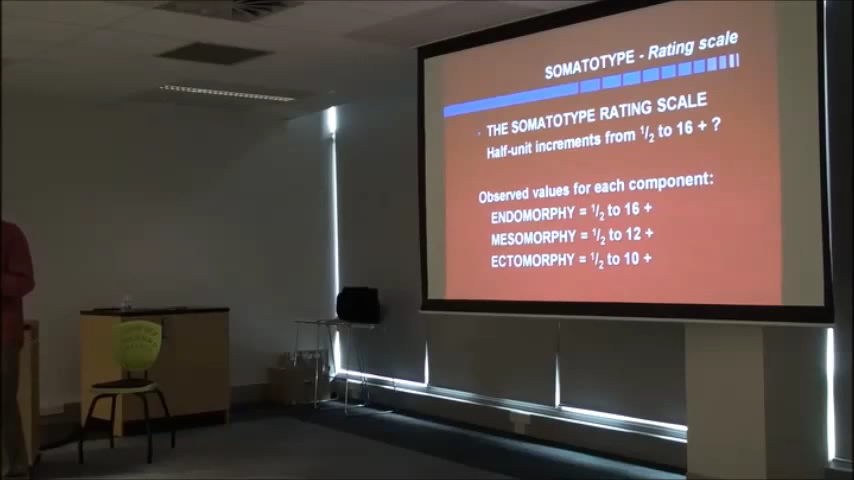 SOMATOTYPE - Rating scale
THE SOMATOTYPE RATING SCALE
Half-unit increments from 1/2 to 16 + ?
Observed values for each component:
ENDOMORPHY = 1/2 to 16 +
MESOMORPHY = 1/2 to 12 +
ECTOMORPHY = 1/2 to 10 +